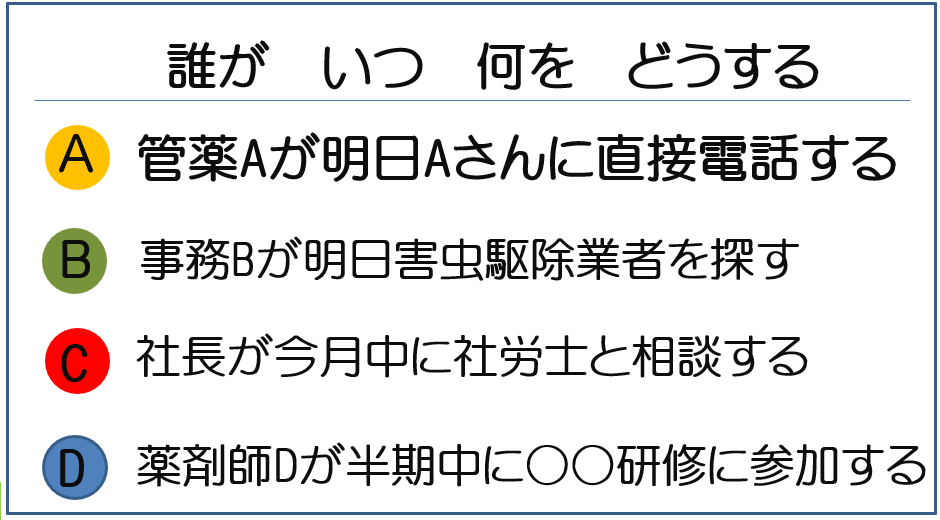 誰が　いつ　何を　どうする
A 管薬Aが明日Aさんに直接電話する
B 事務Bが明日害虫駆除業者を探す
C 社長が今月中に社労士と相談する
D 薬剤師Dが半期中に○○研修に参加する